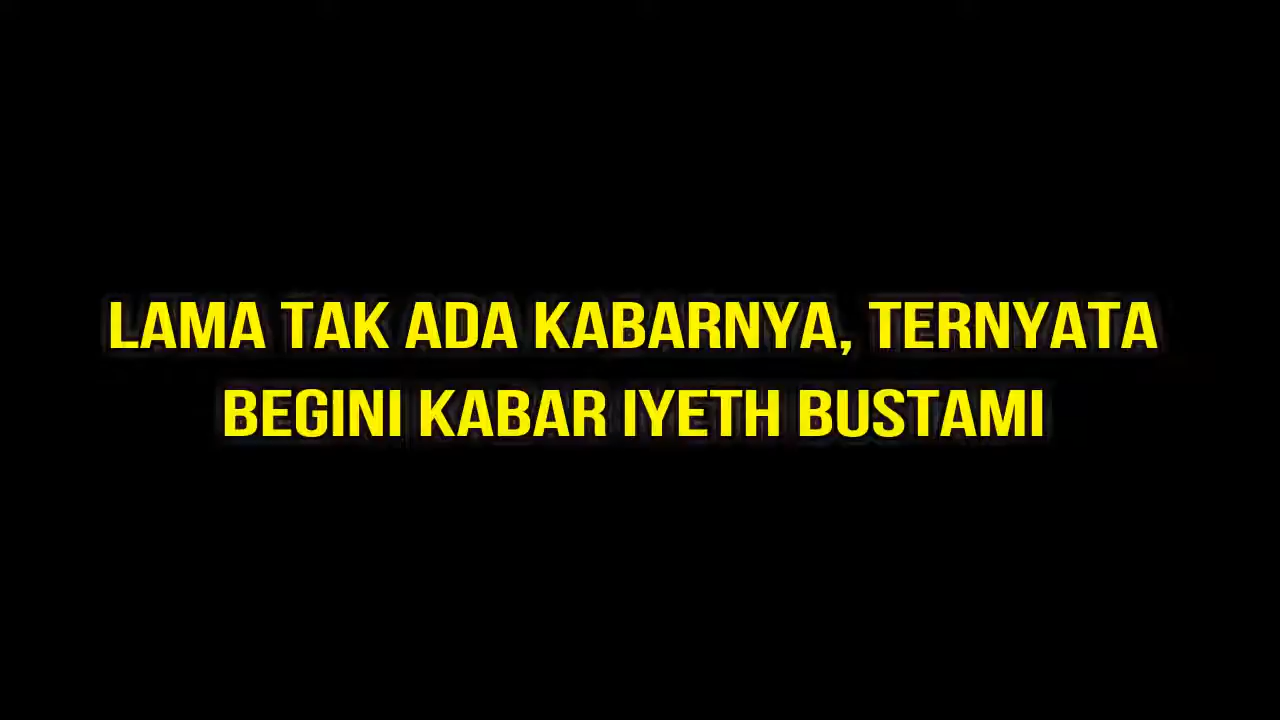 LAMA TAK ADA KABARNYA, TERNYATA
BEGINI KABAR IYETH BUSTAMI